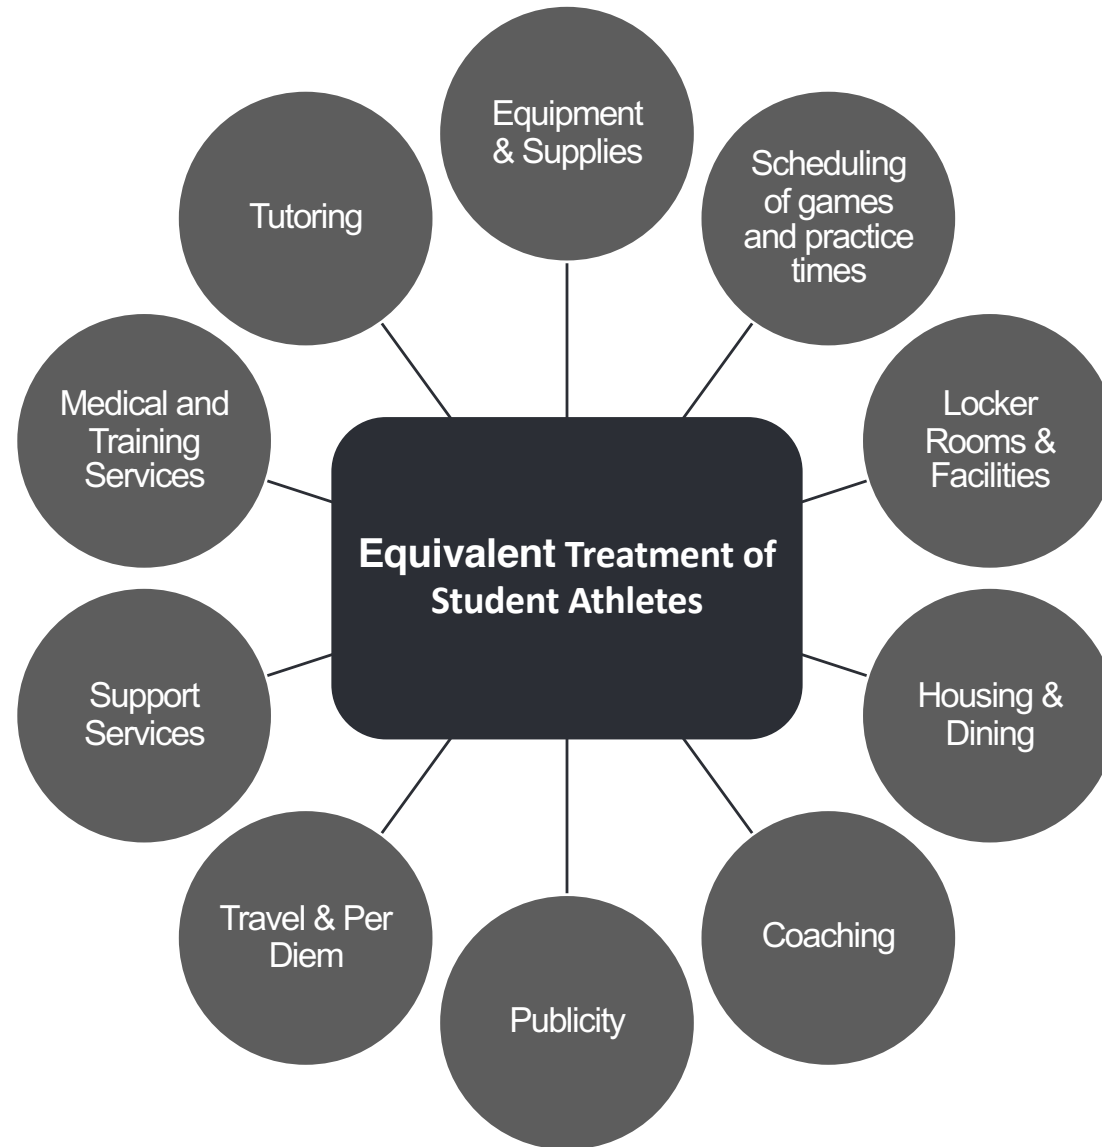 Equipment
& Supplies
Scheduling
of games
and practice
times
Locker
Rooms &
Facilities
Housing &
Dining
Coaching
Publicity
Travel & Per
Diem
Support
Services
Medical and
Training
Services
Tutoring
Equivalent Treatment of
Student Athletes